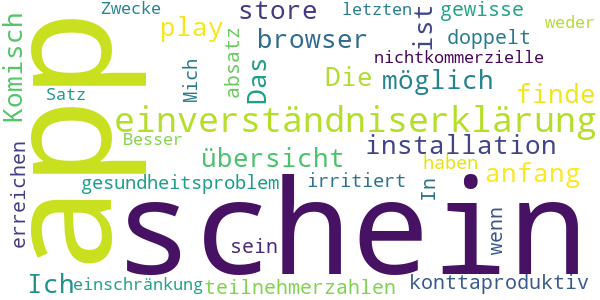 Zwecke
store
letzten
gewisse
play
ist
weder
Komisch
app
absatz
browser
doppelt
nichtkommerzielle
Mich
Das
Die
möglich
Satz
finde
einverständniserklärung
Besser
installation
übersicht
haben
anfang
erreichen
gesundheitsproblem
irritiert
In
schein
sein
wenn
Ich
einschränkung
teilnehmerzahlen
konttaproduktiv